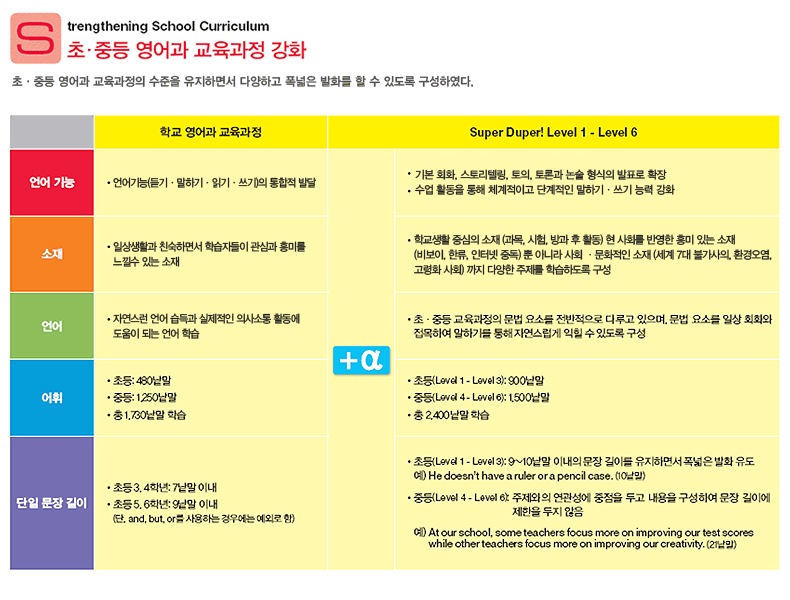 S trengthening School Curriculum
초·중등 영어과 교육과정 강화
초·중등 영어과 교육과정의 수준을 유지하면서 다양하고 폭넓은 발화를 할 수 있도록 구성하였다.
학교 영어과 교육과정
Super Duper! Level 1 - Level 6
언어 기능
• 언어기능(듣기·말하기·읽기·쓰기)의 통합적 발달
• 기본 회화, 스토리텔링, 토의, 토론과 논술 형식의 발표로 확장
• 수업 활동을 통해 체계적이고 단계적인 말하기·쓰기 능력 강화
소재
• 일상생활과 친숙하면서 학습자들이 관심과 흥미를
느낄수 있는 소재
• 학교생활 중심의 소재 (과목, 시험, 방과 후 활동) 현 사회를 반영한 흥미 있는 소재
(비보이, 한류, 인터넷 중독) 뿐 아니라 사회·문화적인 소재 (세계 7대 불가사의, 환경오염,
고령화 사회) 까지 다양한 주제를 학습하도록 구성
언어
• 자연스런 언어 습득과 실제적인 의사소통 활동에
도움이 되는 언어 학습
• 초·중등 교육과정의 문법 요소를 전반적으로 다루고 있으며, 문법 요소를 일상 회화와
접목하여 말하기를 통해 자연스럽게 익힐 수 있도록 구성
+α
어휘
• 초등: 480낱말
• 중등: 1,250낱말
• 총 1,730낱말 학습
• 초등(Level 1 - Level 3): 900낱말
• 중등(Level 4 - Level 6): 1,500낱말
• 총 2,400낱말 학습
단일 문장 길이
• 초등 3, 4학년: 7낱말 이내
• 초등 5, 6학년: 9낱말 이내
(단, and, but, or를 사용하는 경우에는 예외로 함)
• 초등(Level 1 - Level 3): 9~10낱말 이내의 문장 길이를 유지하면서 폭넓은 발화 유도
예) He doesn't have a ruler or a pencil case. (10낱말)
• 중등(Level 4 - Level 6): 주제와의 연관성에 중점을 두고 내용을 구성하여 문장 길이에
제한을 두지 않음
예) At our school, some teachers focus more on improving our test scores
while other teachers focus more on improving our creativity. (21낱말)